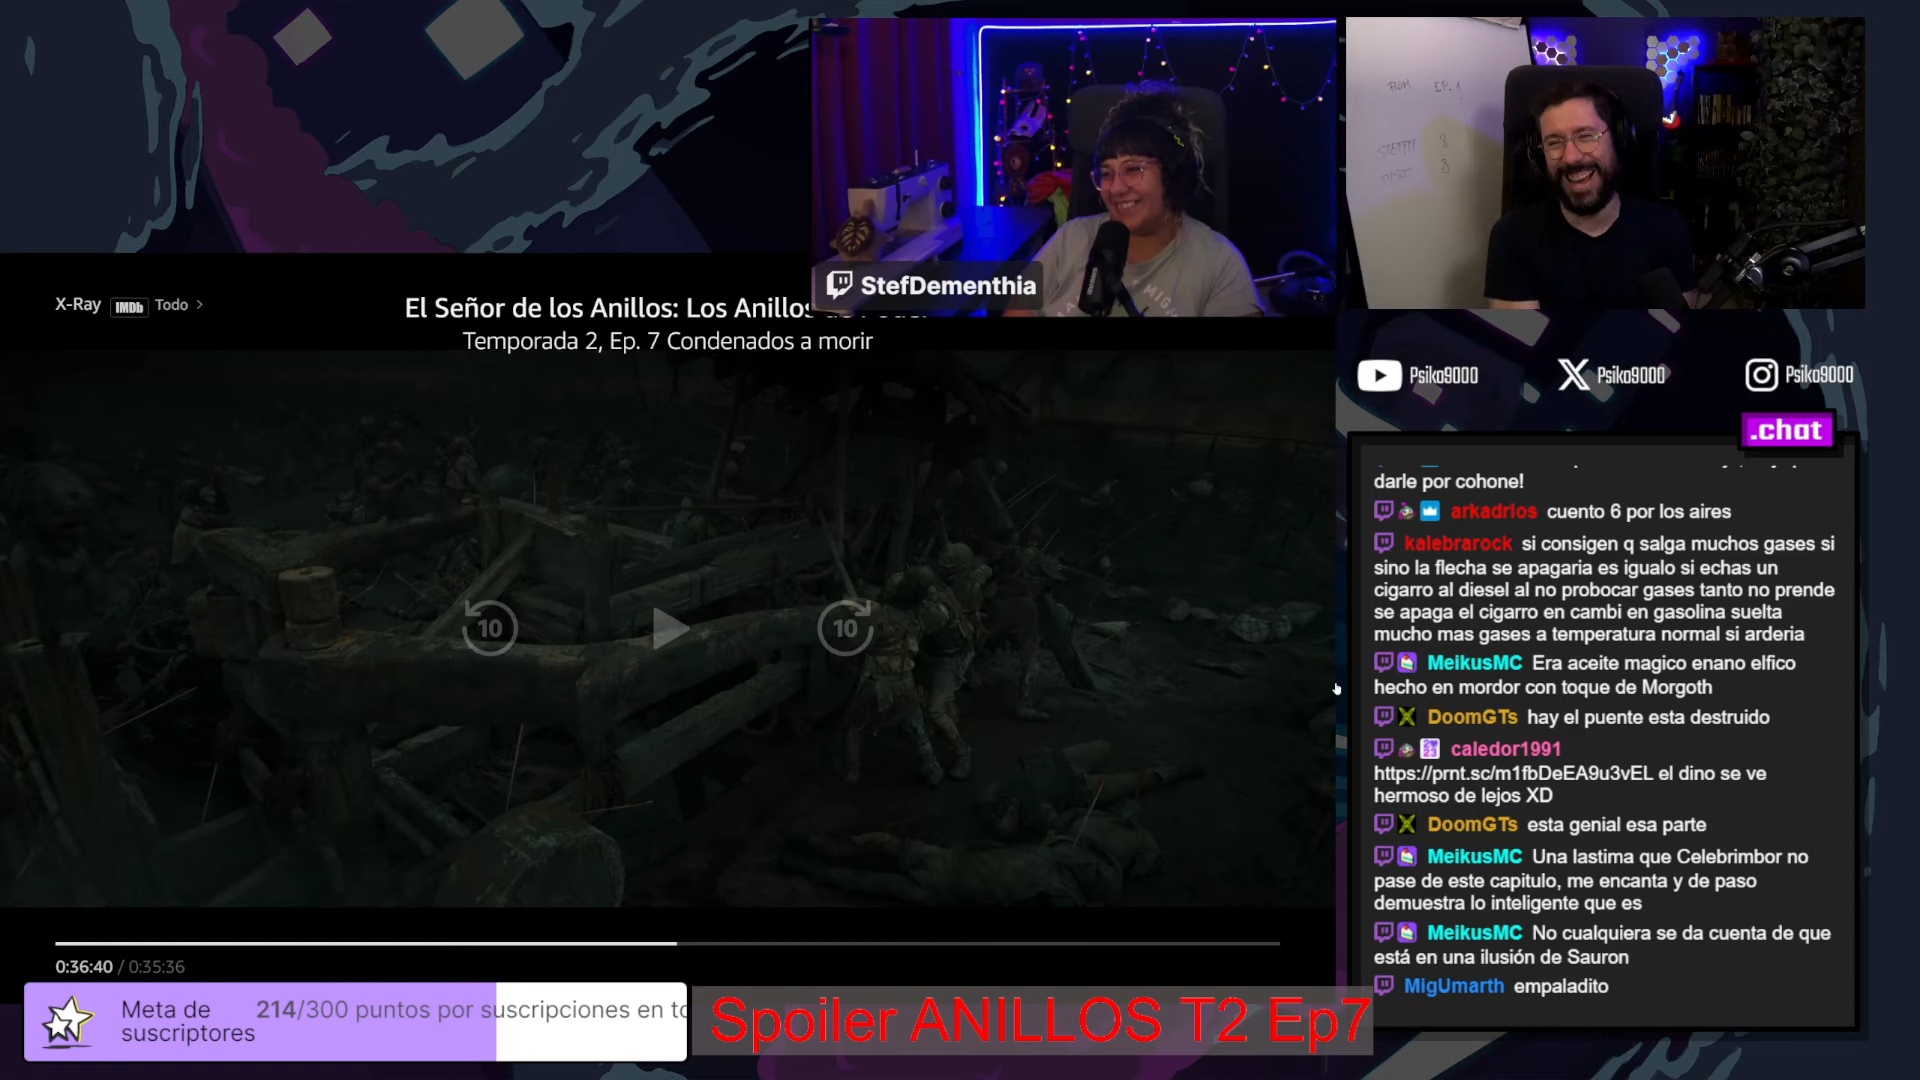 FROM EP. 1
8
8
StefDementhia
X-Ray IMDb Todo >
El Señor de los Anillos: Los Anillos
Temporada 2, Ep. 7 Condenados a morir
Psiko9000 Psiko9000 Psiko9000
.chat
darle por cohone!
arkadrios cuento 6 por los aires
kalebrarock si consigen q salga muchos gases si
sino la flecha se apagaria es igualo si echas un
cigarro al diesel al no probocar gases tanto no prende
se apaga el cigarro en cambi en gasolina suelta
mucho mas gases a temperatura normal si arderia
MeikusMC Era aceite magico enano elfico
hecho en mordor con toque de Morgoth
DoomGTs hay el puente esta destruido
caledor1991
https://prnt.sc/m1fbDeEA9u3vEL el dino se ve
hermoso de lejos XD
DoomGTs esta genial esa parte
MeikusMC Una lastima que Celebrimbor no
pase de este capitulo, me encanta y de paso
demuestra lo inteligente que es
MeikusMC No cualquiera se da cuenta de que
está en una ilusión de Sauron
MigUmarth empaladito
10 10
0:36:40 / 0:35:36
Meta de
suscriptores
214/300 puntos por suscripciones en to
Spoiler ANILLOS T2 Ep7